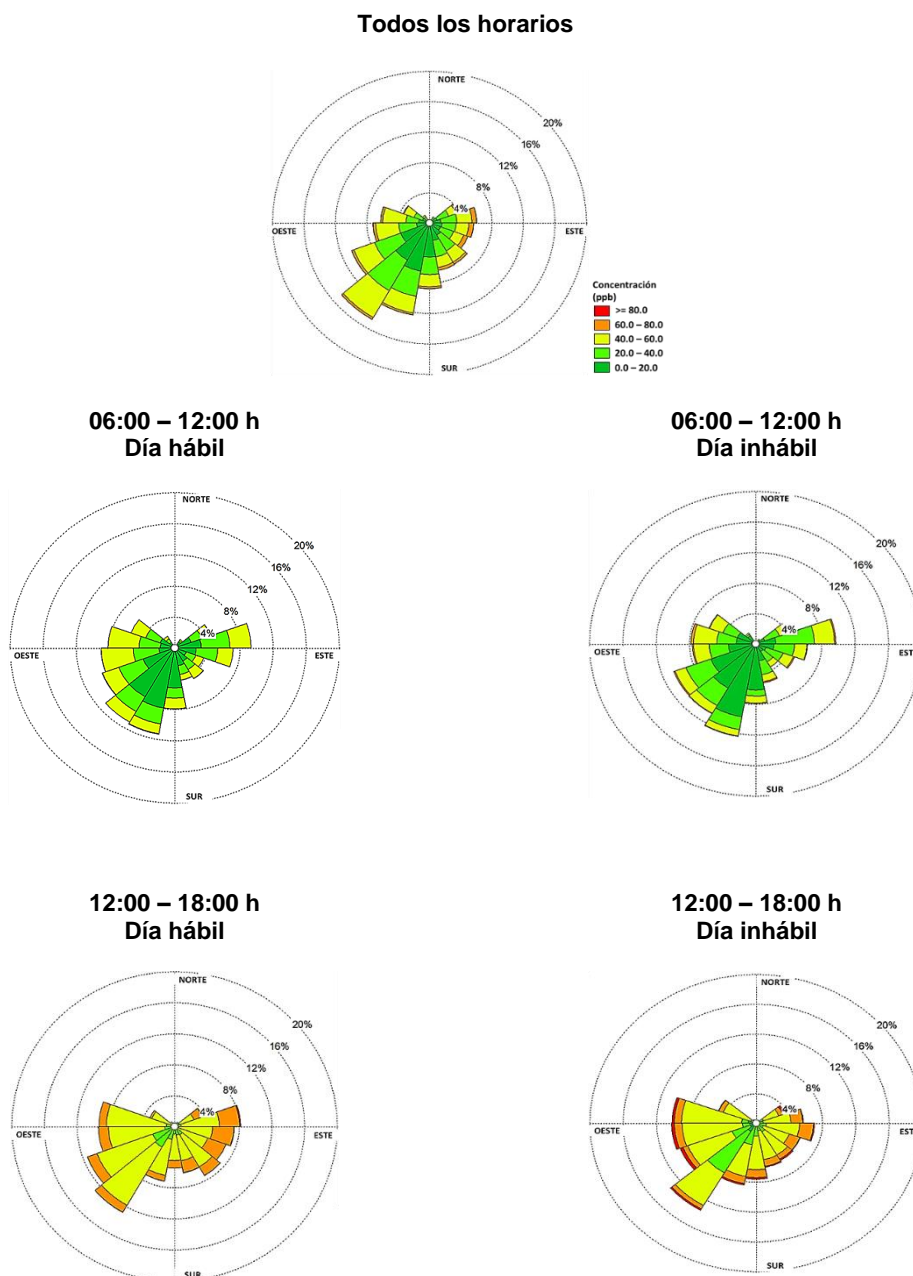 Todos los horarios
NORTE
20%
16%
12%
8%
4%
OESTE
ESTE
SUR
Concentración
(ppb)
>= 80.0
60.0 – 80.0
40.0 – 60.0
20.0 – 40.0
0.0 – 20.0
06:00 – 12:00 h
Día hábil
NORTE
20%
16%
12%
8%
4%
OESTE
ESTE
SUR
06:00 – 12:00 h
Día inhábil
NORTE
20%
16%
12%
8%
4%
OESTE
ESTE
SUR
12:00 – 18:00 h
Día hábil
NORTE
20%
16%
12%
8%
4%
OESTE
ESTE
SUR
12:00 – 18:00 h
Día inhábil
NORTE
20%
16%
12%
8%
4%
OESTE
ESTE
SUR